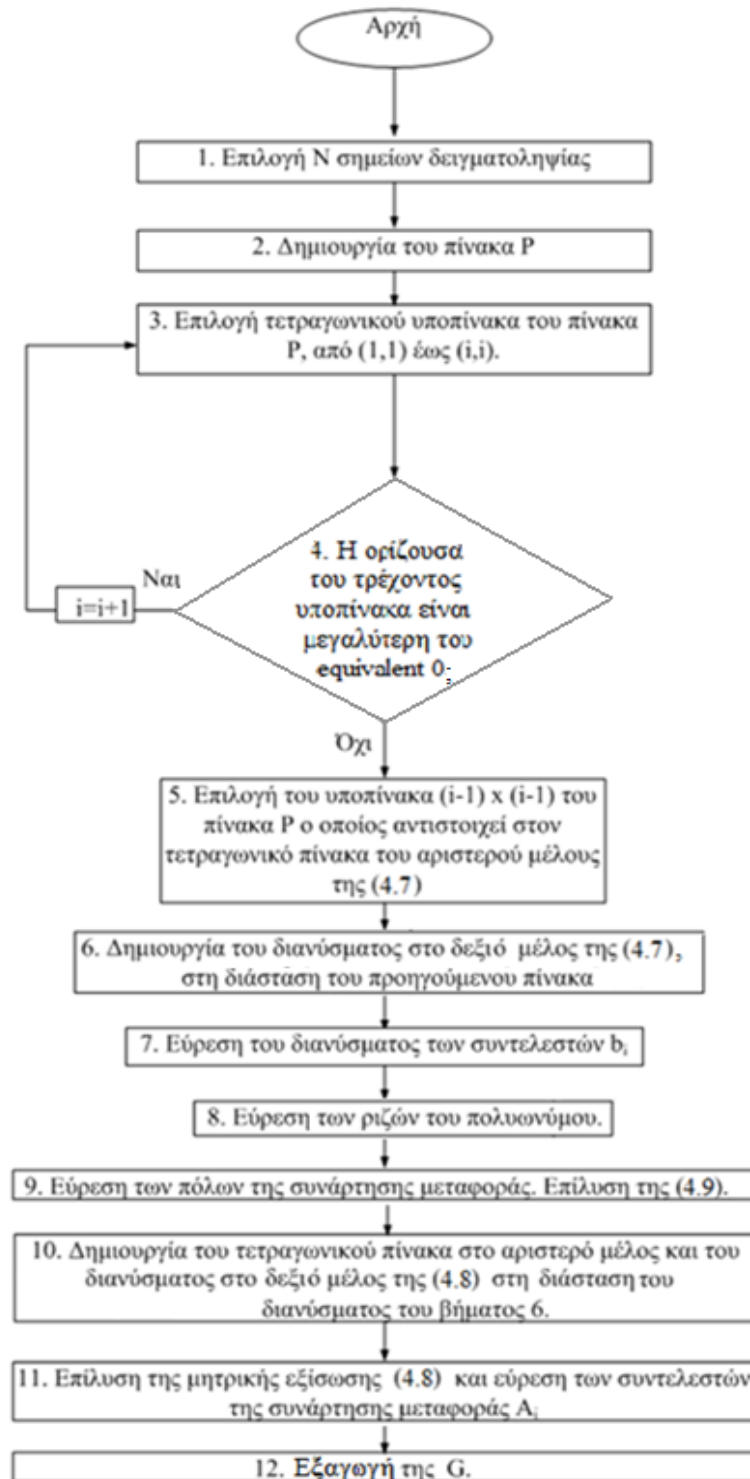 Αρχή
1. Επιλογή Ν σημείων δειγματοληψίας
2. Δημιουργία του πίνακα P
3. Επιλογή τετραγωνικού υποπίνακα του πίνακα
P, από (1,1) έως (i,i).
4. Η ορίζουσα
του τρέχοντος
υποπίνακα είναι
μεγαλύτερη του
equivalent 0;
Ναι
i=i+1
Όχι
5. Επιλογή του υποπίνακα (i-1) x (i-1) του
πίνακα P ο οποίος αντιστοιχεί στον
τετραγωνικό πίνακα του αριστερού μέλους
της (4.7)
6. Δημιουργία του διανύσματος στο δεξιό μέλος της (4.7),
στη διάσταση του προηγούμενου πίνακα
7. Εύρεση του διανύσματος των συντελεστών bᵢ
8. Εύρεση των ριζών του πολυωνύμου.
9. Εύρεση των πόλων της συνάρτησης μεταφοράς. Επίλυση της (4.9).
10. Δημιουργία του τετραγωνικού πίνακα στο αριστερό μέλος και του
διανύσματος στο δεξιό μέλος της (4.8) στη διάσταση του
διανύσματος του βήματος 6.
11. Επίλυση της μητρικής εξίσωσης (4.8) και εύρεση των συντελεστών
της συνάρτησης μεταφοράς Aᵢ
12. Εξαγωγή της G.